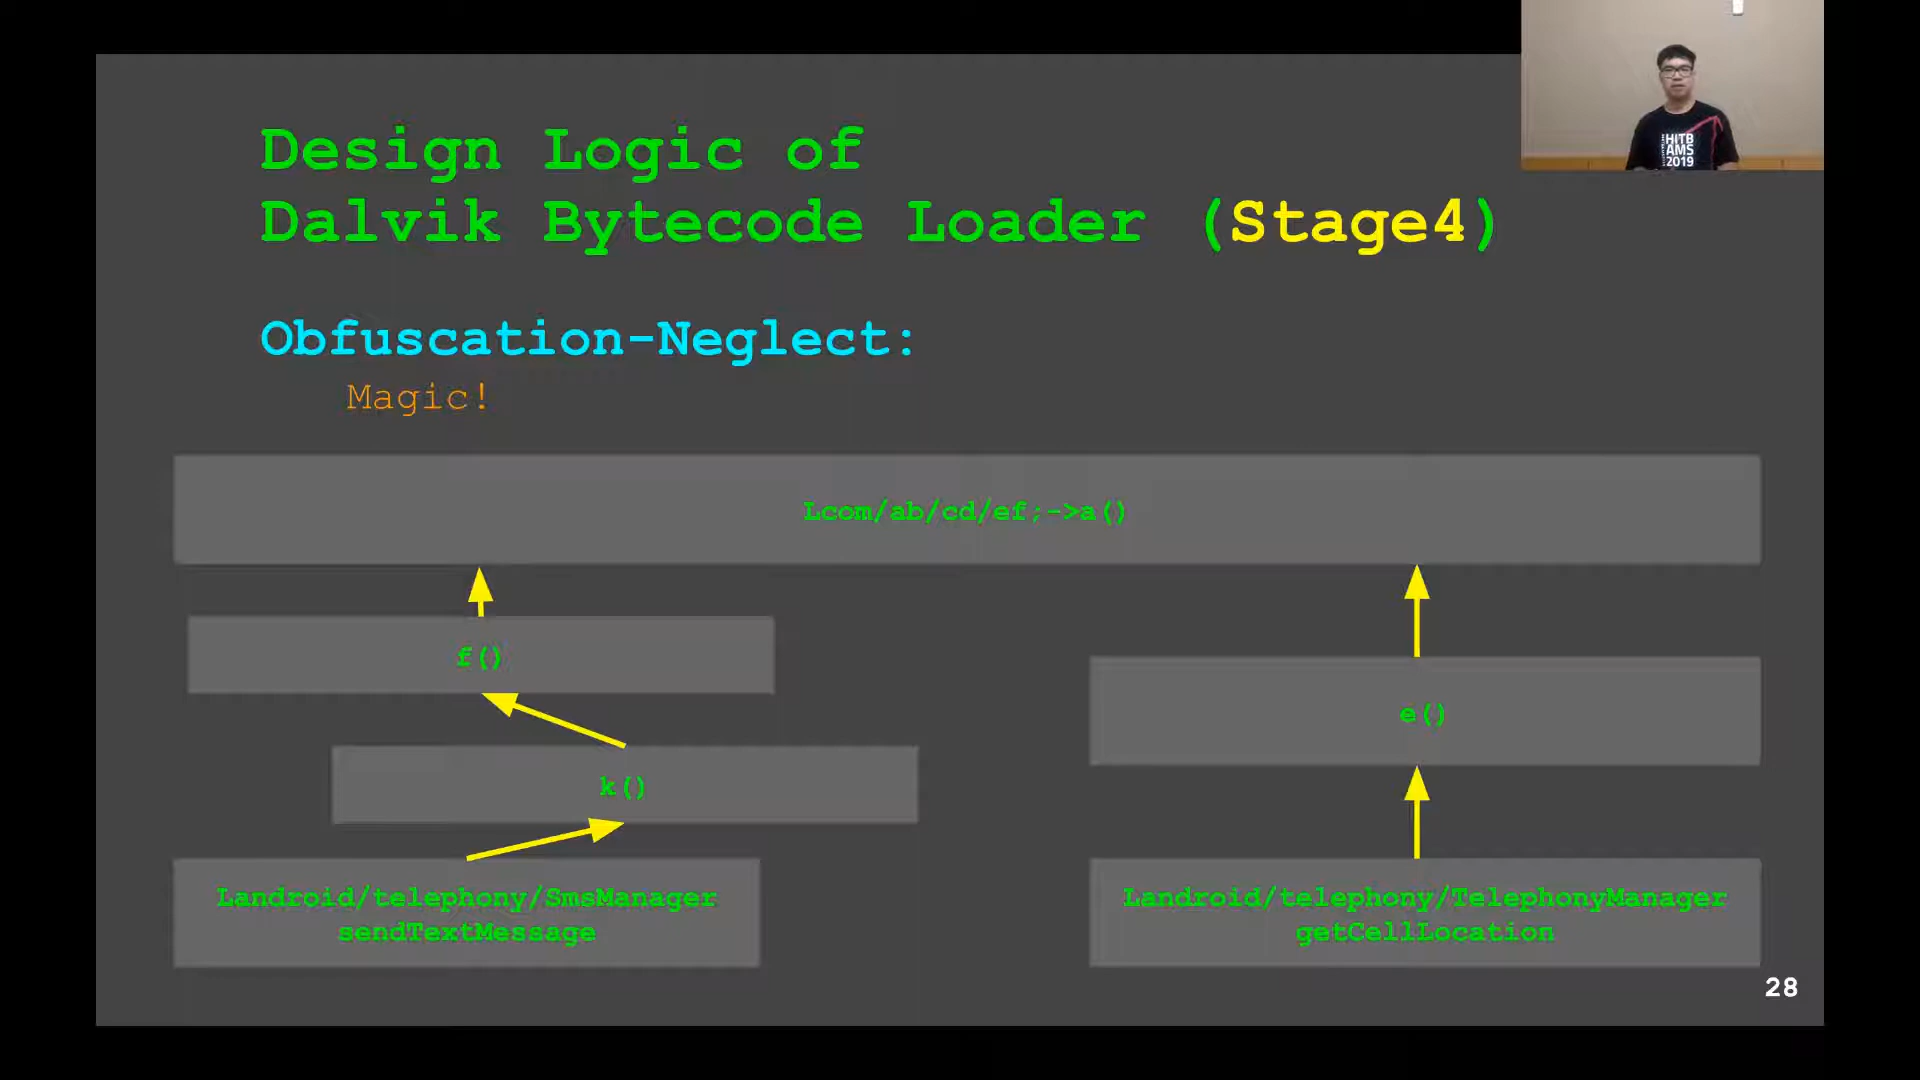 Design Logic of
Dalvik Bytecode Loader (Stage4)
Obfuscation-Neglect:
Magic!
Lcom/ab/cd/ef;->a()
f()
e()
k()
Landroid/telephony/SmsManager
sendTextMessage
Landroid/telephony/TelephonyManager
getCellLocation
28
HITB
AMS
2019